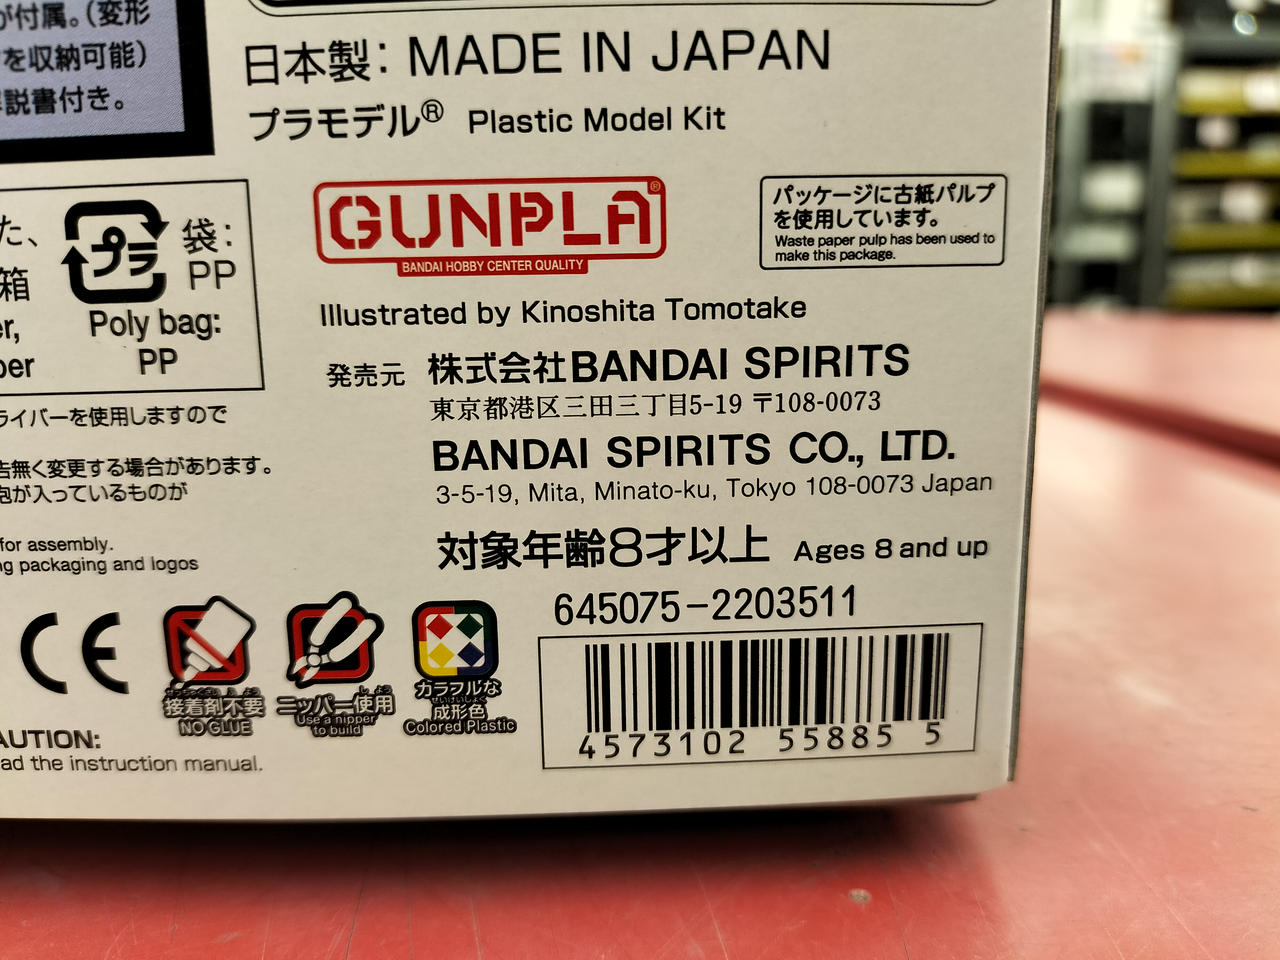 が付属。(変形
を収納可能)
説書付き。
日本製: MADE IN JAPAN
プラモデル® Plastic Model Kit
た、
箱
er,
per
プラ
袋:
PP
Poly bag:
PP
GUNPLA®
BANDAI HOBBY CENTER QUALITY
パッケージに古紙パルプ
を使用しています。
Waste paper pulp has been used to
make this package.
Illustrated by Kinoshita Tomotake
発売元 株式会社BANDAI SPIRITS
東京都港区三田三丁目5-19 〒108-0073
BANDAI SPIRITS CO., LTD.
3-5-19, Mita, Minato-ku, Tokyo 108-0073 Japan
ライバーを使用しますので
告無く変更する場合があります。
が入っているものが
for assembly.
ng packaging and logos
対象年齢8才以上 Ages 8 and up
645075-2203511
CE
接着剤不要
NO GLUE
ニッパー使用
Use a nipper
to build
カラフルな
成形色
Colored Plastic
4573102 55885 5
AUTION:
ad the instruction manual.